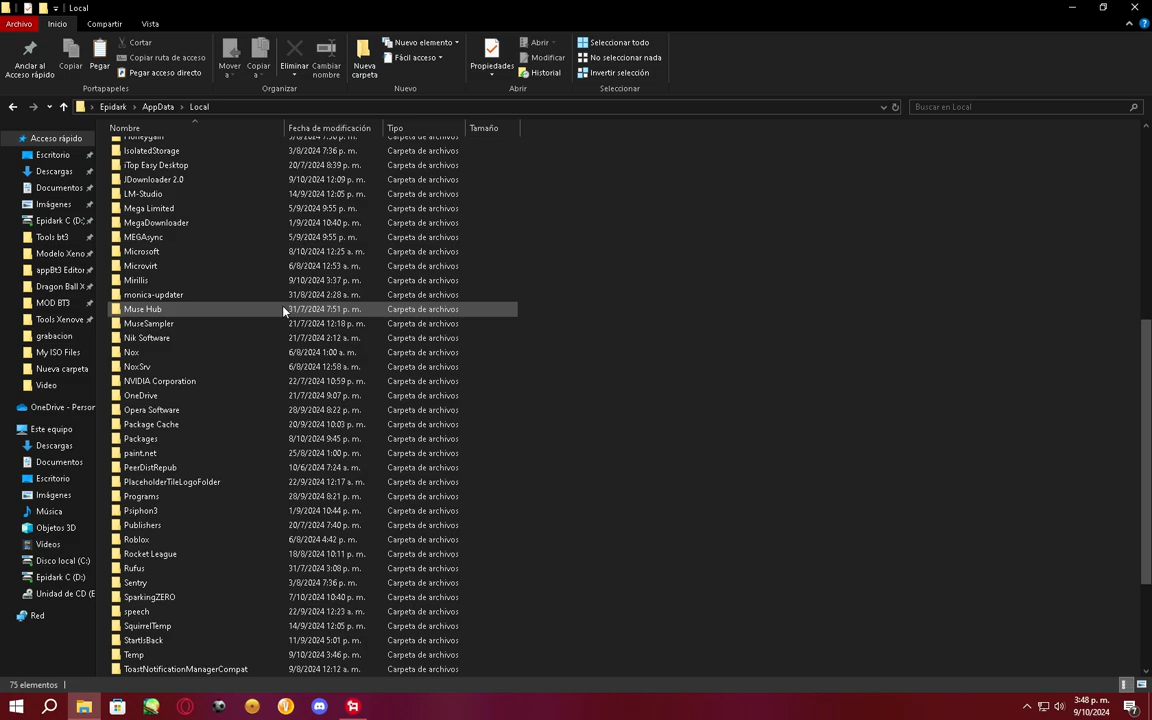 Local
Archivo Inicio Compartir Vista
Anclar al Acceso rápido
Copiar
Pegar
Cortar
Copiar ruta de acceso
Pegar acceso directo
Portapapeles
Mover a
Copiar a
Eliminar
Cambiar nombre
Organizar
Nueva carpeta
Nuevo elemento
Fácil acceso
Nuevo
Propiedades
Abrir
Modificar
Historial
Abrir
Seleccionar todo
No seleccionar nada
Invertir selección
Seleccionar
Epidark > AppData > Local
Buscar en Local
Nombre Fecha de modificación Tipo Tamaño
Acceso rápido
Escritorio
Descargas
Documentos
Imágenes
Epidark C (D:)
Tools bt3
Modelo Xeno
appBt3 Editor
Dragon Ball X
MOD BT3
Tools Xenove
grabacion
My ISO Files
Nueva carpeta
Video
OneDrive - Person
Este equipo
Descargas
Documentos
Escritorio
Imágenes
Música
Objetos 3D
Vídeos
Disco local (C:)
Epidark C (D:)
Unidad de CD (E
Red
Honeygain 3/8/2024 7:36 p. m. Carpeta de archivos
IsolatedStorage 3/8/2024 7:36 p. m. Carpeta de archivos
iTop Easy Desktop 20/7/2024 8:39 p. m. Carpeta de archivos
JDownloader 2.0 9/10/2024 12:09 p. m. Carpeta de archivos
LM-Studio 14/9/2024 12:05 p. m. Carpeta de archivos
Mega Limited 5/9/2024 9:55 p. m. Carpeta de archivos
MegaDownloader 1/9/2024 10:40 p. m. Carpeta de archivos
MEGAsync 5/9/2024 9:55 p. m. Carpeta de archivos
Microsoft 8/10/2024 12:25 a. m. Carpeta de archivos
Microvirt 6/8/2024 12:53 a. m. Carpeta de archivos
Mirillis 9/10/2024 3:37 p. m. Carpeta de archivos
monica-updater 31/8/2024 2:28 a. m. Carpeta de archivos
Muse Hub 31/7/2024 7:51 p. m. Carpeta de archivos
MuseSampler 21/7/2024 12:18 p. m. Carpeta de archivos
Nik Software 21/7/2024 2:12 a. m. Carpeta de archivos
Nox 6/8/2024 1:00 a. m. Carpeta de archivos
NoxSrv 6/8/2024 12:58 a. m. Carpeta de archivos
NVIDIA Corporation 22/7/2024 10:59 p. m. Carpeta de archivos
OneDrive 21/7/2024 9:07 p. m. Carpeta de archivos
Opera Software 28/9/2024 8:22 p. m. Carpeta de archivos
Package Cache 20/9/2024 10:03 p. m. Carpeta de archivos
Packages 8/10/2024 9:45 p. m. Carpeta de archivos
paint.net 25/8/2024 1:00 p. m. Carpeta de archivos
PeerDistRepub 10/6/2024 7:24 a. m. Carpeta de archivos
PlaceholderTileLogoFolder 22/9/2024 12:17 a. m. Carpeta de archivos
Programs 28/9/2024 8:21 p. m. Carpeta de archivos
Psiphon3 1/9/2024 10:44 p. m. Carpeta de archivos
Publishers 20/7/2024 7:40 p. m. Carpeta de archivos
Roblox 6/8/2024 4:42 p. m. Carpeta de archivos
Rocket League 18/8/2024 10:11 p. m. Carpeta de archivos
Rufus 31/7/2024 3:08 p. m. Carpeta de archivos
Sentry 3/8/2024 7:36 p. m. Carpeta de archivos
SparkingZERO 7/10/2024 10:40 p. m. Carpeta de archivos
speech 22/9/2024 12:23 a. m. Carpeta de archivos
SquirrelTemp 14/9/2024 12:05 p. m. Carpeta de archivos
StartIsBack 11/9/2024 5:01 p. m. Carpeta de archivos
Temp 9/10/2024 3:46 p. m. Carpeta de archivos
ToastNotificationManagerCompat 9/8/2024 12:12 a. m. Carpeta de archivos
75 elementos
3:48 p. m.
9/10/2024
7